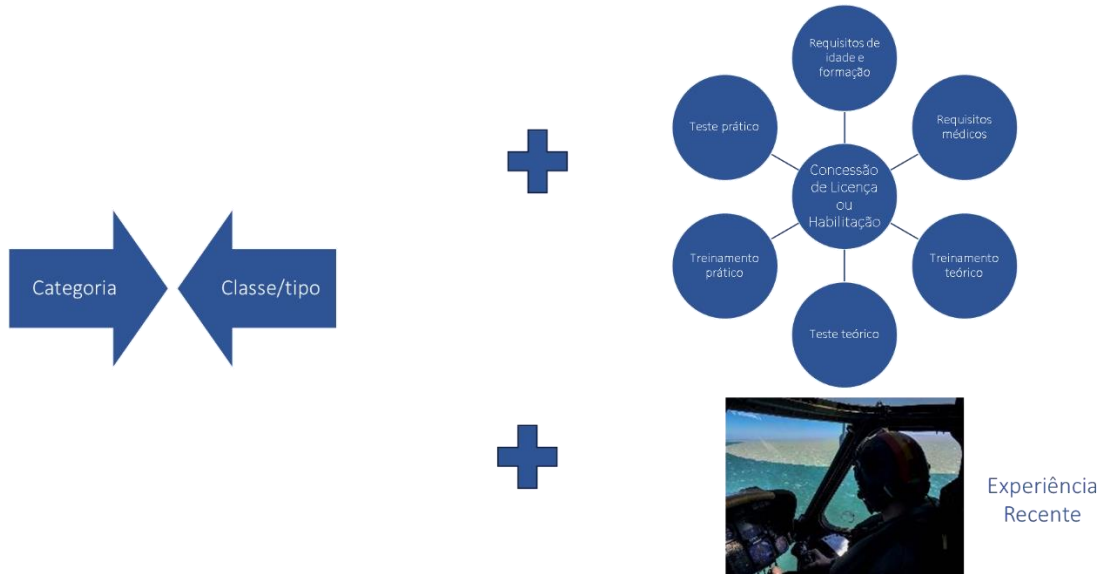 Categoria
Classe/tipo
Requisitos de
idade e
formação
Teste prático
Requisitos
médicos
Concessão
de Licença
ou
Habilitação
Treinamento
prático
Treinamento
teórico
Teste teórico
Experiência
Recente